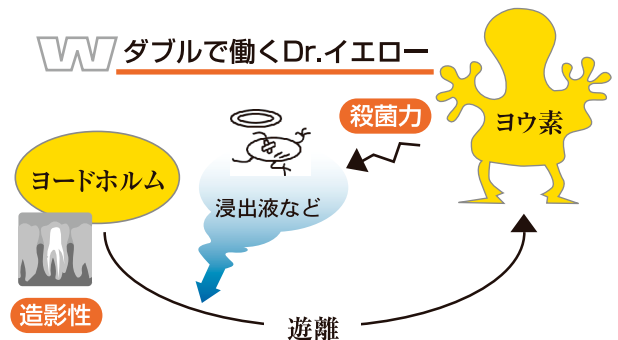 W ダブルで働くDr.イエロー
殺菌力
ヨウ素
ヨードホルム
浸出液など
造影性
遊離